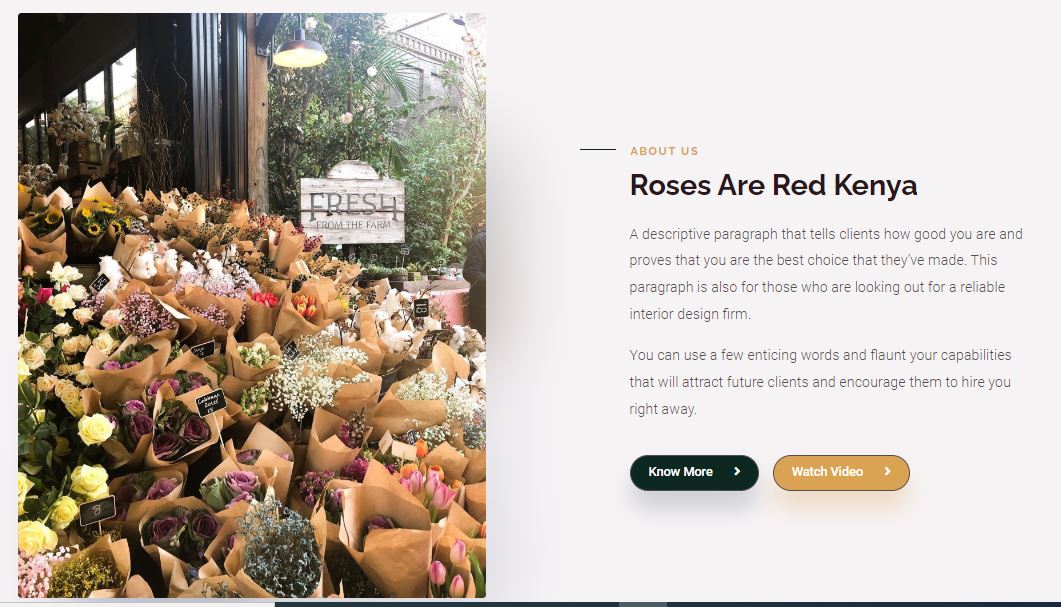 FRESH
FROM THE FARM
8
ABOUT US
Roses Are Red Kenya
A descriptive paragraph that tells clients how good you are and
proves that you are the best choice that they've made. This
paragraph is also for those who are looking out for a reliable
interior design firm.
You can use a few enticing words and flaunt your capabilities
that will attract future clients and encourage them to hire you
right away.
Know More
Watch Video